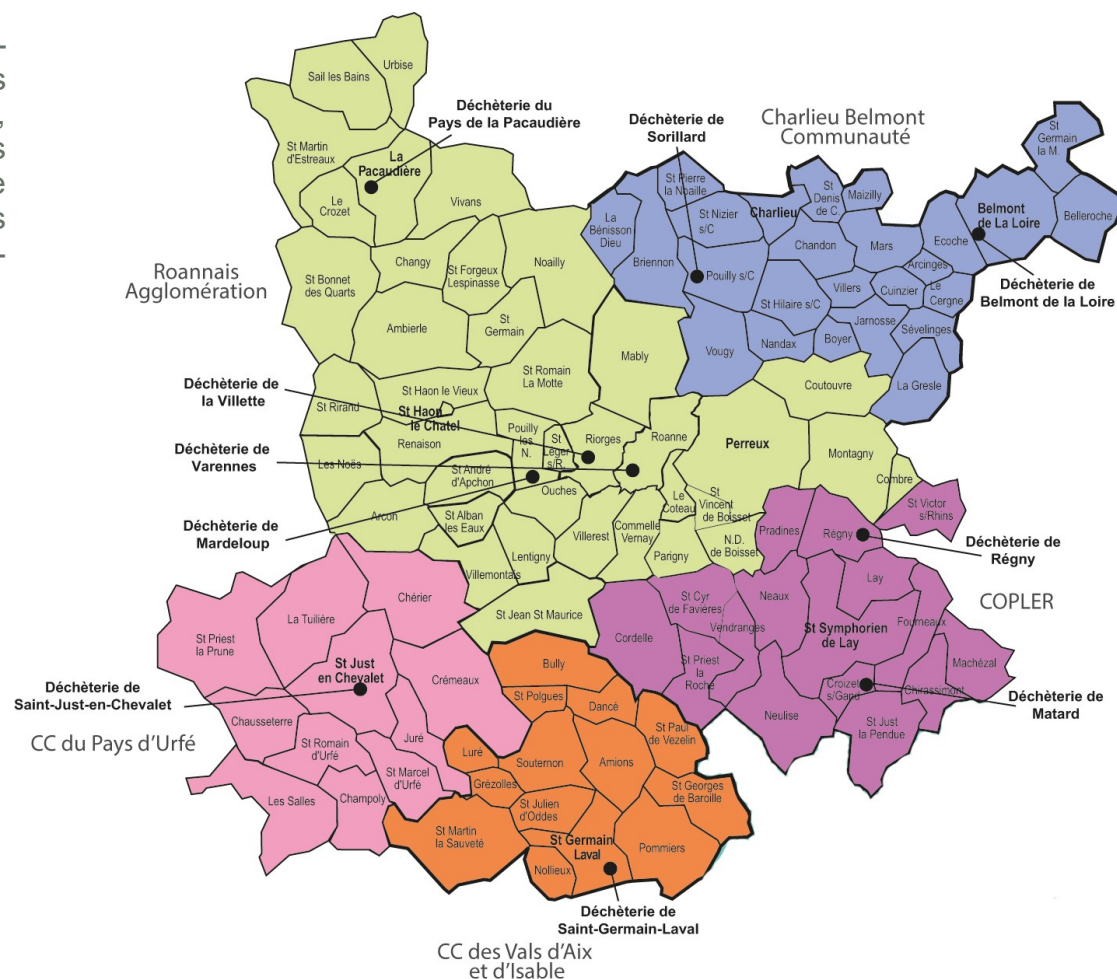 s
,
s
e
s
Urbise
Sail les Bains
Déchèterie du
Pays de la Pacaudière
St Martin
d'Estreaux
La
Pacaudière
Le
Crozet
Vivans
Charlieu Belmont
Communauté
Déchèterie de
Sorillard
St
Germain
la M.
St Pierre
la Noaille
St
Denis
de C.
Maizilly
Belmont
de La Loire
Belleroche
La
Bénisson
Dieu
St Nizier
s/C
Charlieu
Briennon
Chandon
Mars
Ecoche
Arcinges
Pouilly s/C
Villers
Cuinzier
Le
Cergne
Déchèterie de
Belmont de la Loire
St Hilaire s/C
Jarnosse
Sévelinges
Vougy
Nandax
Boyer
La Gresle
Roannais
Agglomération
St Bonnet
des Quarts
Changy
St Forgeux
Lespinasse
Noailly
Ambierle
St
Germain
Mably
St Romain
La Motte
Coutouvre
Déchèterie de
la Villette
St Haon le Vieux
St Rirand
St Haon
le Chatel
Renaison
Pouilly
les
N.
St
Léger
s/R.
Riorges
Roanne
Perreux
Montagny
Combre
Déchèterie de
Varennes
Les Noës
St André
d'Apchon
Ouches
Le
Coteau
St
Vincent
de Boisset
St Victor
s/Rhins
Déchèterie de
Mardeloup
Arcon
St Alban
les Eaux
Lentigny
Villerest
Commelle
Vernay
Parigny
N.D.
de Boisset
Pradines
Régny
Déchèterie de
Régny
Villemontais
St Jean St Maurice
COPLER
Lay
Neaux
St Cyr
de Favières
Vendranges
St Symphorien
de Lay
Fourneaux
Machézal
Cordelle
St Priest
la
Roche
Croizet
s/Gand
Chirassimont
Déchèterie de
Matard
Neulise
St Just
la Pendue
Chérier
La Tuilière
St Priest
la Prune
St Just
en Chevalet
Crémeaux
Déchèterie de
Saint-Just-en-Chevalet
CC du Pays d'Urfé
Chausseterre
St Romain
d'Urfé
Juré
St Marcel
d'Urfé
Les Salles
Champoly
Bully
St Polgues
Dancé
St Paul
de Vezelin
Luré
Souternon
Amions
Grézolles
St Georges
de Baroille
St Julien
d'Oddes
St Martin
la Sauveté
St Germain
Laval
Pommiers
Nollieux
Déchèterie de
Saint-Germain-Laval
CC des Vals d'Aix
et d'Isable